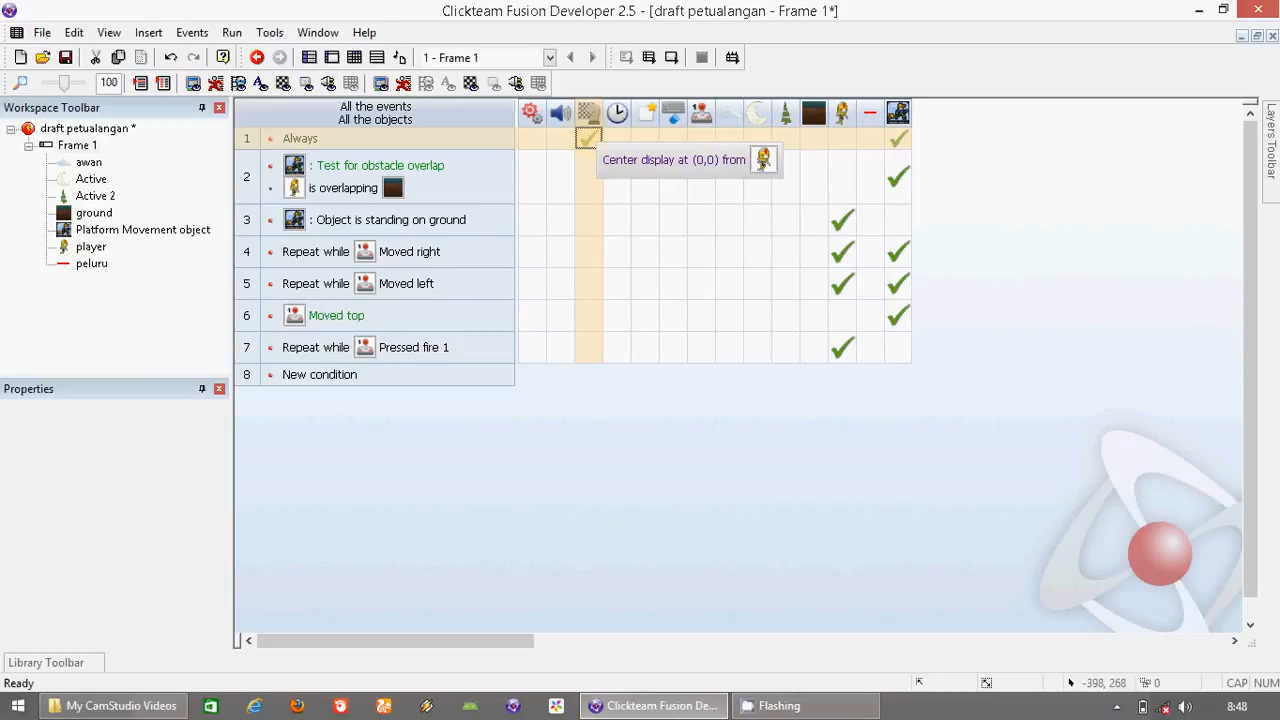 Clickteam Fusion Developer 2.5 - [draft petualangan - Frame 1*]
File Edit View Insert Events Run Tools Window Help
1 - Frame 1
100
Workspace Toolbar
draft petualangan *
Frame 1
awan
Active
Active 2
ground
Platform Movement object
player
peluru
Properties
Library Toolbar
All the events
All the objects
1 Always
Center display at (0,0) from
2 : Test for obstacle overlap
is overlapping
3 : Object is standing on ground
4 Repeat while Moved right
5 Repeat while Moved left
6 Moved top
7 Repeat while Pressed fire 1
8 New condition
Layers Toolbar
Ready
-398, 268
0
CAP NUM
My CamStudio Videos
Clickteam Fusion De...
Flashing
8:48